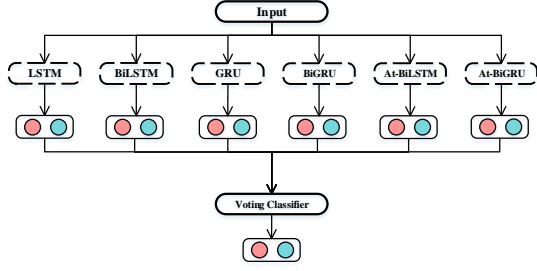 Input
LSTM BiLSTM GRU BiGRU At-BiLSTM At-BiGRU
Voting Classifier